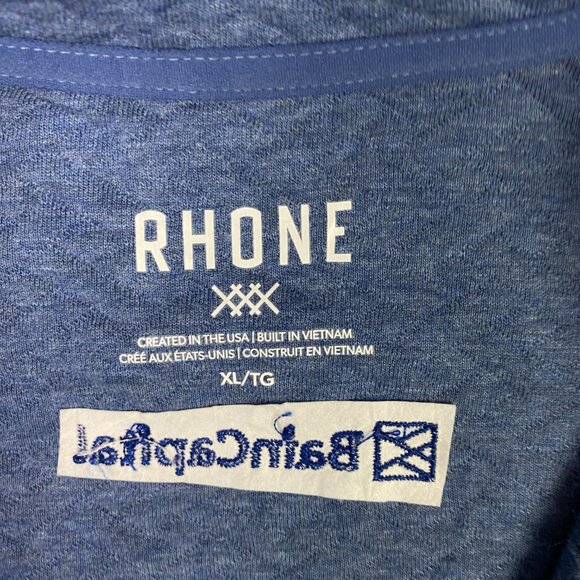 RHONE
CREATED IN THE USA | BUILT IN VIETNAM
CRÉÉ AUX ÉTATS-UNIS | CONSTRUIT EN VIETNAM
XL/TG
BainCapital